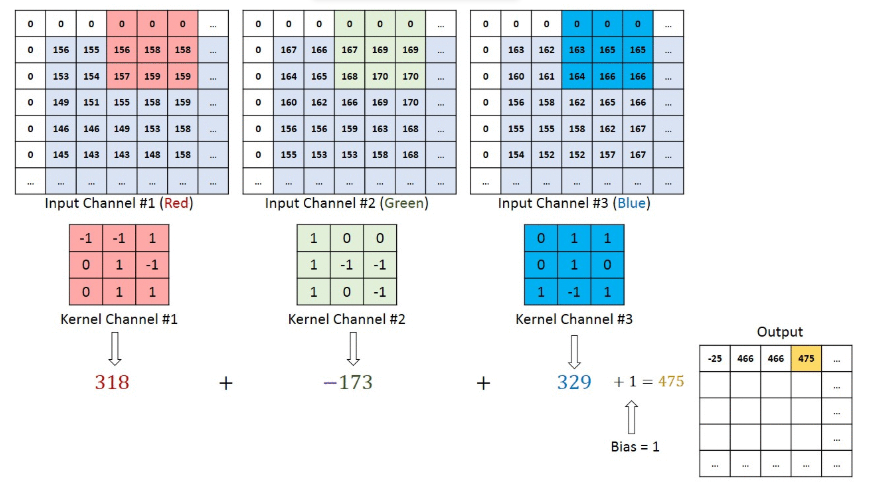 0 0 0 0 0 0 ...
0 156 155 156 158 158 ...
0 153 154 157 159 159 ...
0 149 151 155 158 159 ...
0 146 146 149 153 158 ...
0 145 143 143 148 158 ...
... ... ... ... ... ... ...
Input Channel #1 (Red)
0 0 0 0 0 0 ...
0 167 166 167 169 169 ...
0 164 165 168 170 170 ...
0 160 162 166 169 170 ...
0 156 156 159 163 168 ...
0 155 153 153 158 168 ...
... ... ... ... ... ... ...
Input Channel #2 (Green)
0 0 0 0 0 0 ...
0 163 162 163 165 165 ...
0 160 161 164 166 166 ...
0 156 158 162 165 166 ...
0 155 155 158 162 167 ...
0 154 152 152 157 167 ...
... ... ... ... ... ... ...
Input Channel #3 (Blue)
-1 -1 1
0 1 -1
0 1 1
Kernel Channel #1
1 0 0
1 -1 -1
1 0 -1
Kernel Channel #2
0 1 1
0 1 0
1 -1 1
Kernel Channel #3
318 + −173 + 329 + 1 = 475
Bias = 1
Output
-25 466 466 475 ...
...
...
...
... ... ... ... ...